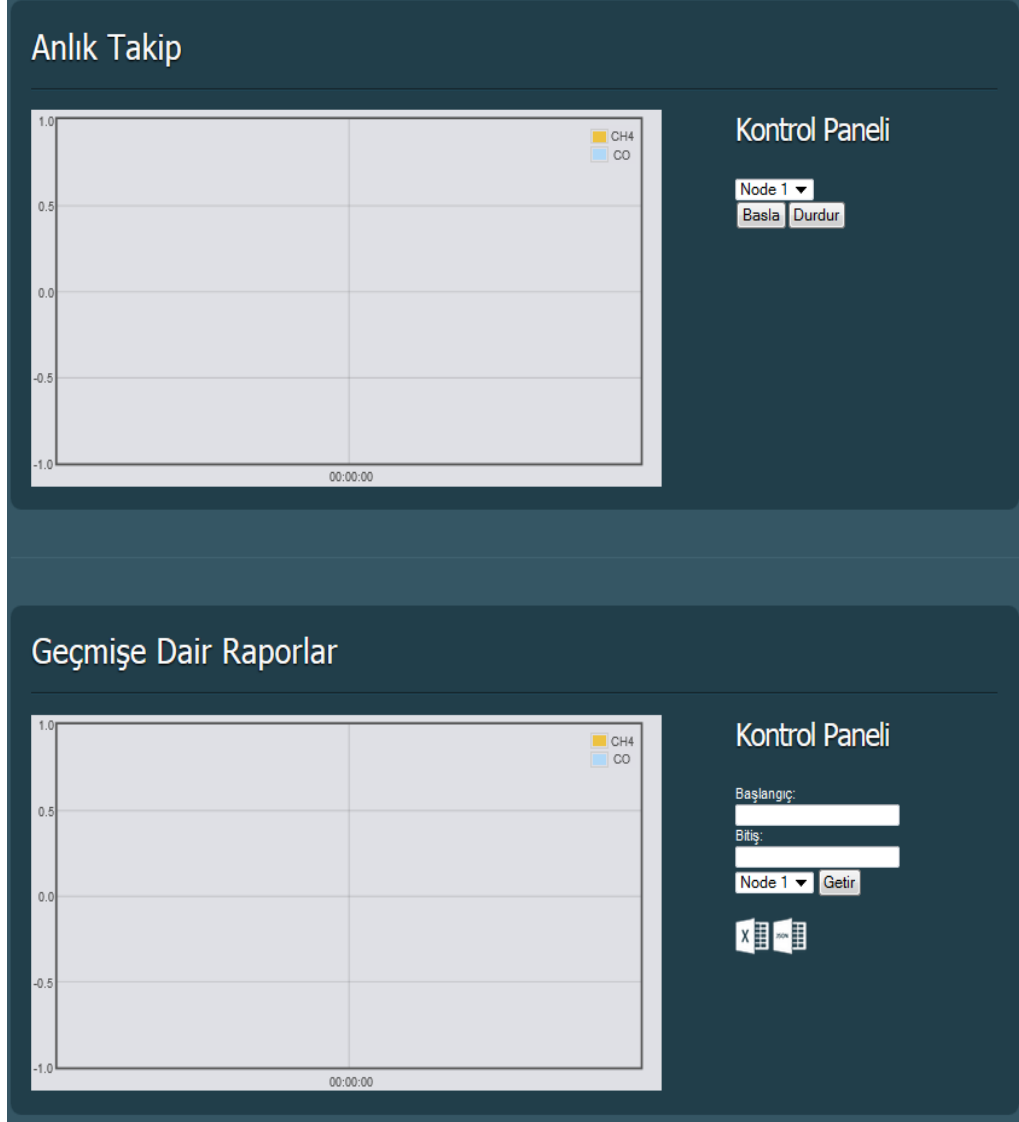 Anlık Takip
1.0
CH4
CO
0.5
0.0
-0.5
-1.0
00:00:00
Kontrol Paneli
Node 1
Basla Durdur
Geçmişe Dair Raporlar
1.0
CH4
CO
0.5
0.0
-0.5
-1.0
00:00:00
Kontrol Paneli
Başlangıç:
Bitiş:
Node 1 Getir
X JSON